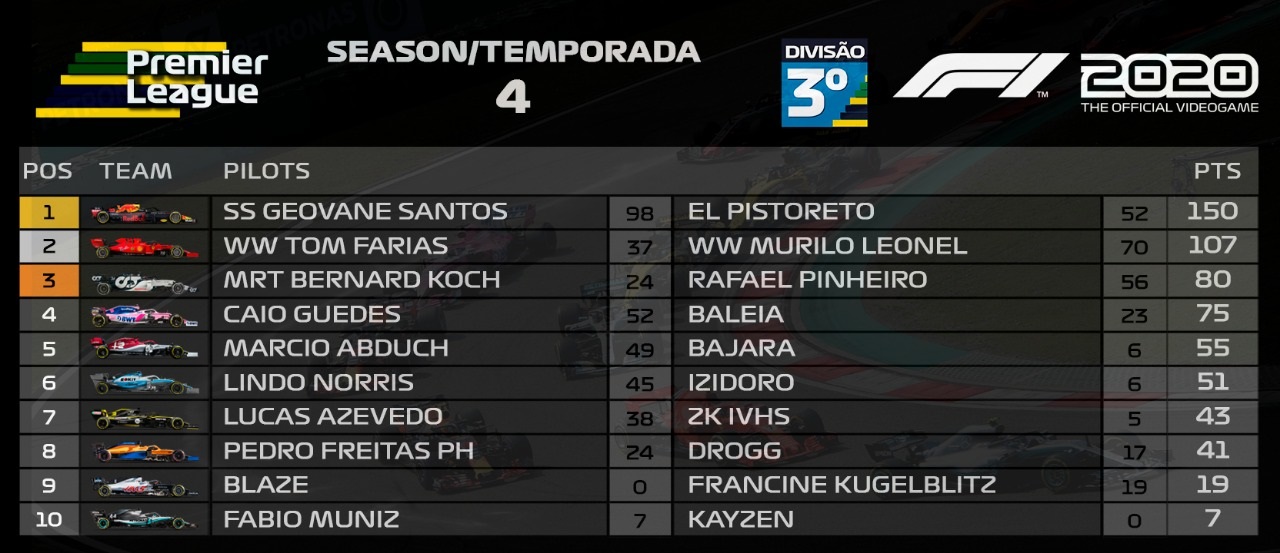 Premier
League
SEASON/TEMPORADA
4
DIVISÃO
3º
F1 2020
THE OFFICIAL VIDEOGAME
POS TEAM PILOTS PTS
1 SS GEOVANE SANTOS 98 EL PISTORETO 52 150
2 WW TOM FARIAS 37 WW MURILO LEONEL 70 107
3 MRT BERNARD KOCH 24 RAFAEL PINHEIRO 56 80
4 CAIO GUEDES 52 BALEIA 23 75
5 MARCIO ABDUCH 49 BAJARA 6 55
6 LINDO NORRIS 45 IZIDORO 6 51
7 LUCAS AZEVEDO 38 ZK IVHS 5 43
8 PEDRO FREITAS PH 24 DROGG 17 41
9 BLAZE 0 FRANCINE KUGELBLITZ 19 19
10 FABIO MUNIZ 7 KAYZEN 0 7